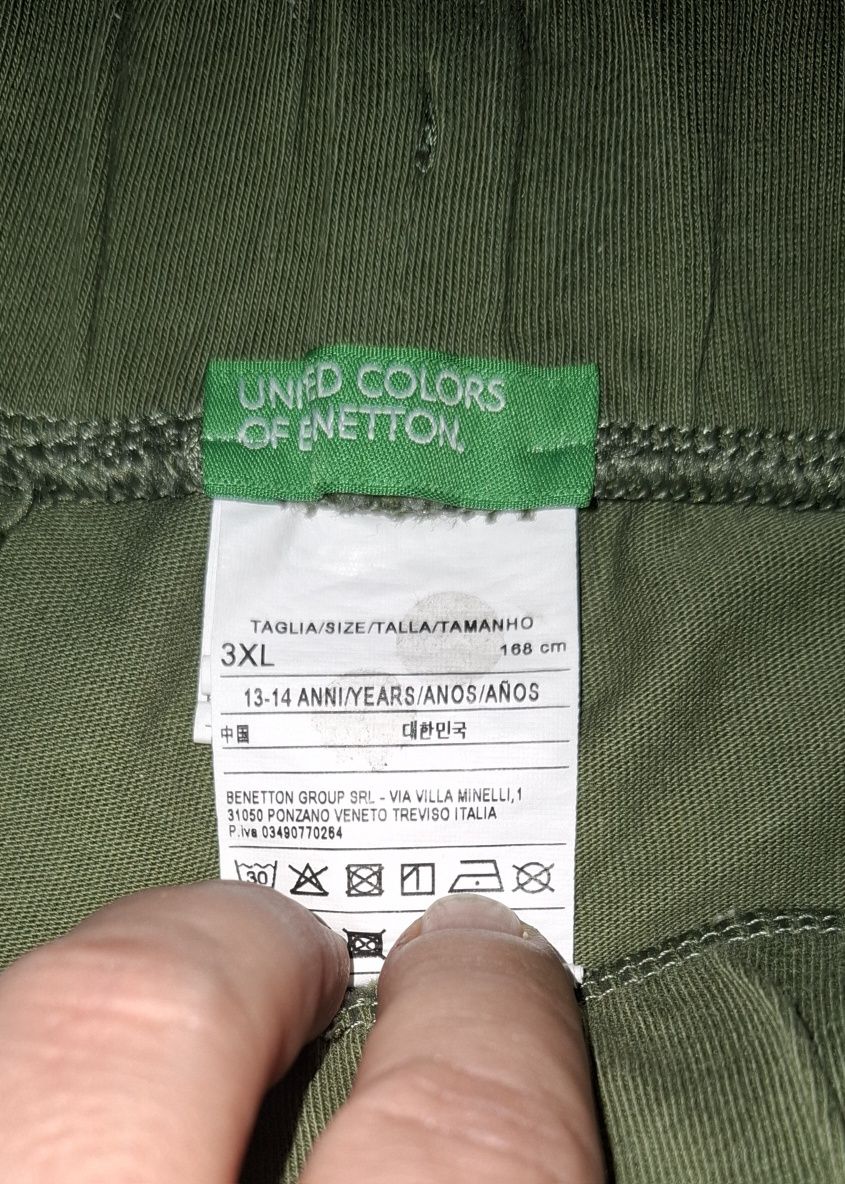 UNITED COLORS
OF BENETTON.
TAGLIA/SIZE/TALLA/TAMANHO
3XL 168 cm
13-14 ANNI/YEARS/ANOS/AÑOS
中国 대한민국
BENETTON GROUP SRL - VIA VILLA MINELLI,1
31050 PONZANO VENETO TREVISO ITALIA
P.iva 03490770264
30
1